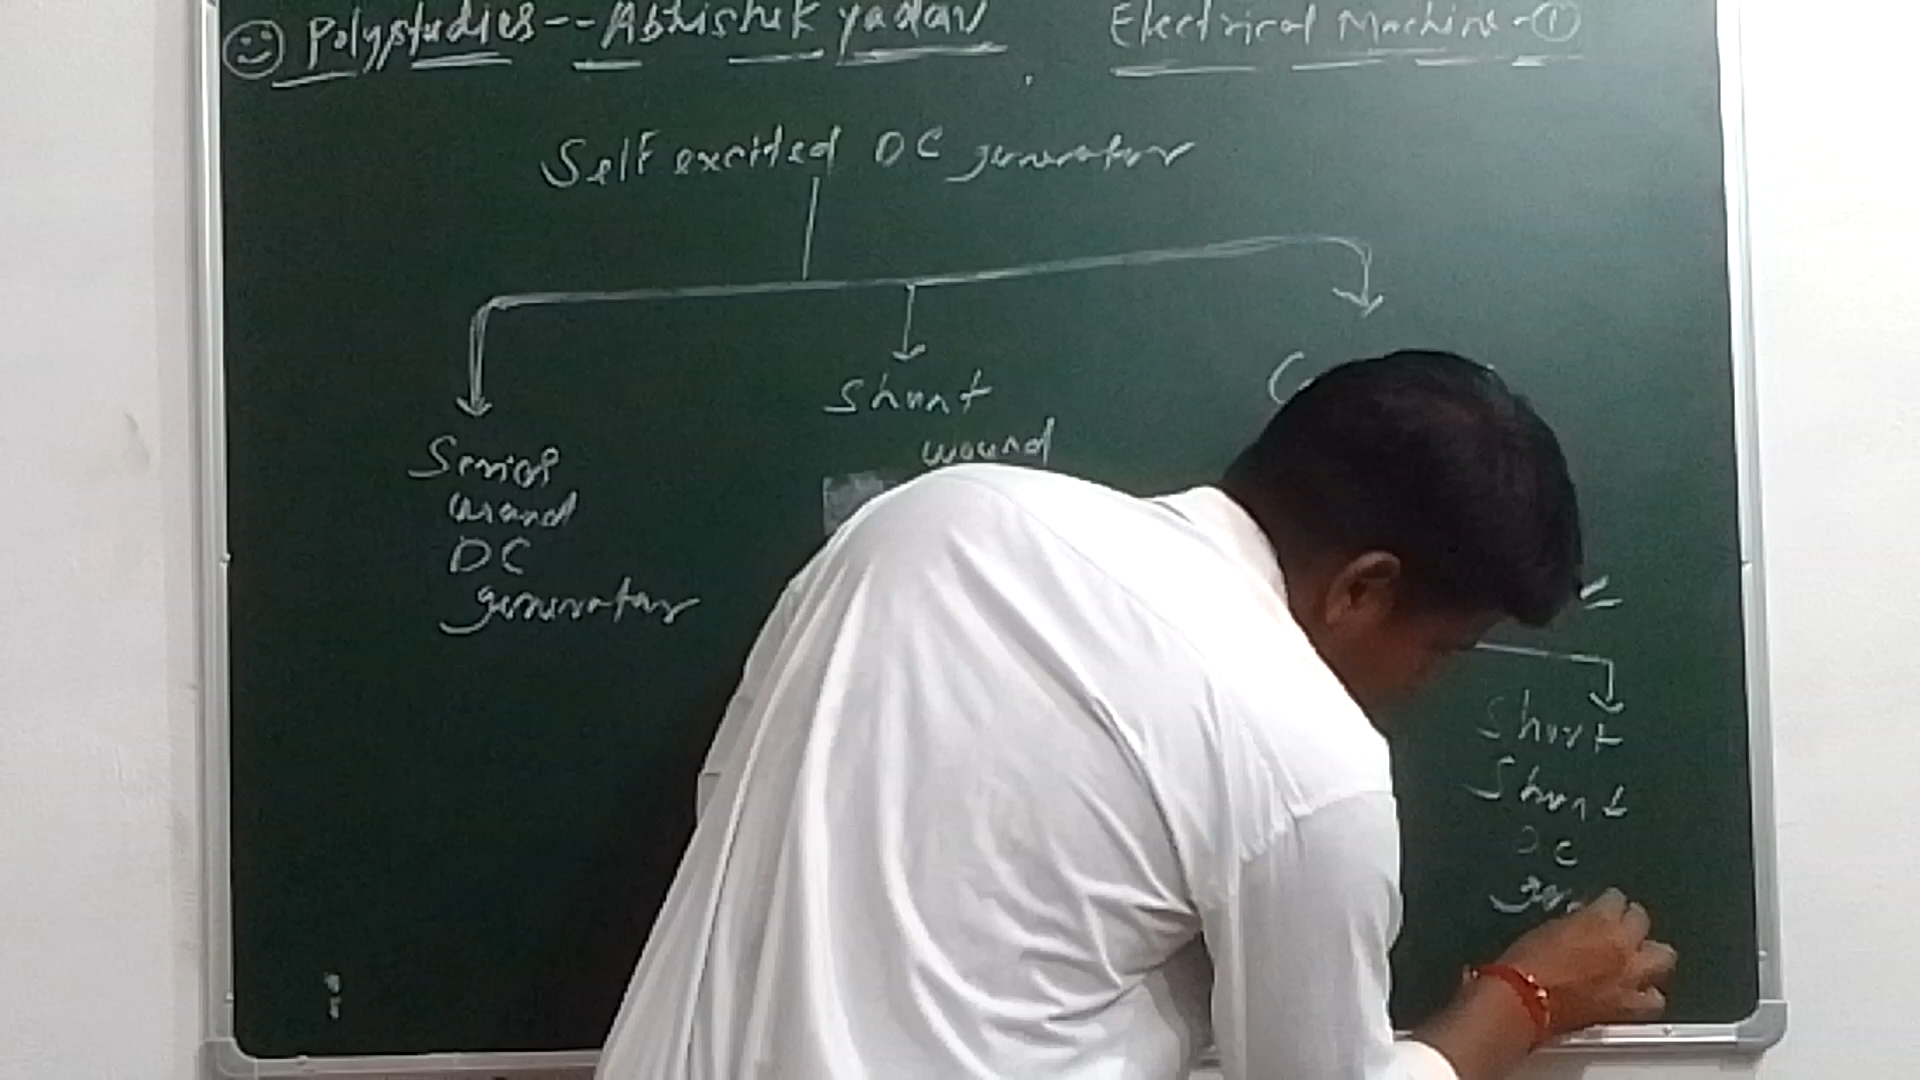 Polystudies -- Abhishek yadav
Electrical Machine - ①
Self excited DC generator
Series
wound
DC
generator
Shunt
wound
C
Short
Shunt
DC
gen